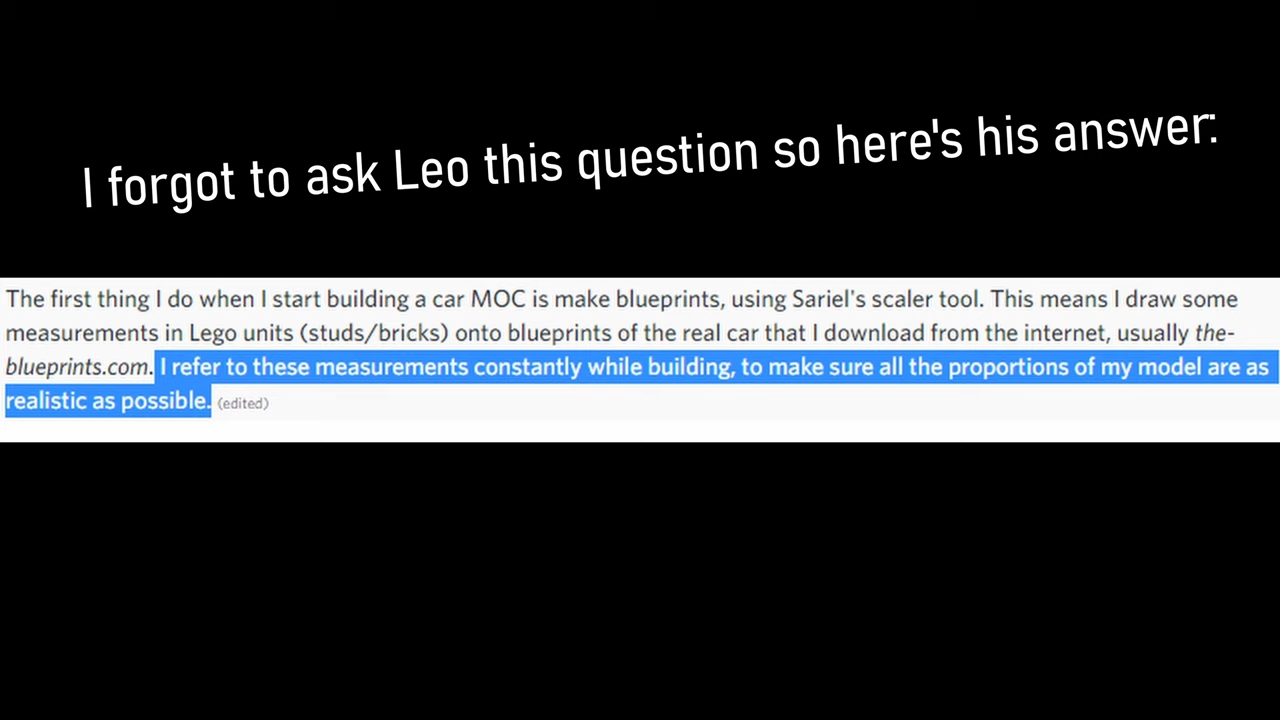 I forgot to ask Leo this question so here's his answer:
The first thing I do when I start building a car MOC is make blueprints, using Sariel's scaler tool. This means I draw some
measurements in Lego units (studs/bricks) onto blueprints of the real car that I download from the internet, usually the-
blueprints.com. I refer to these measurements constantly while building, to make sure all the proportions of my model are as
realistic as possible. (edited)